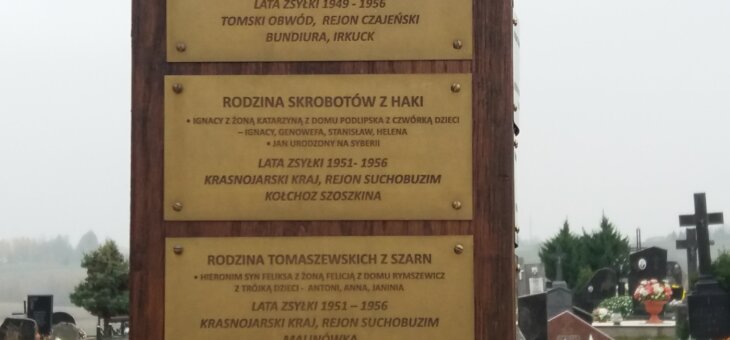 LATA ZSYŁKI 1949 - 1956
TOMSKI OBWÓD, REJON CZAJEŃSKI
BUNDIURA, IRKUCK
RODZINA SKROBOTÓW Z HAKI
• IGNACY Z ŻONĄ KATARZYNĄ Z DOMU PODLIPSKA Z CZWÓRKĄ DZIECI
– IGNACY, GENOWEFA, STANISŁAW, HELENA
• JAN URODZONY NA SYBERII
LATA ZSYŁKI 1951- 1956
KRASNOJARSKI KRAJ, REJON SUCHOBUZIM
KOŁCHOZ SZOSZKINA
RODZINA TOMASZEWSKICH Z SZARN
• HIERONIM SYN FELIKSA Z ŻONĄ FELICJĄ Z DOMU RYMSZEWICZ
Z TRÓJKĄ DZIECI - ANTONI, ANNA, JANINIA
LATA ZSYŁKI 1951 – 1956
KRASNOJARSKI KRAJ, REJON SUCHOBUZIM
MALINÓWKA